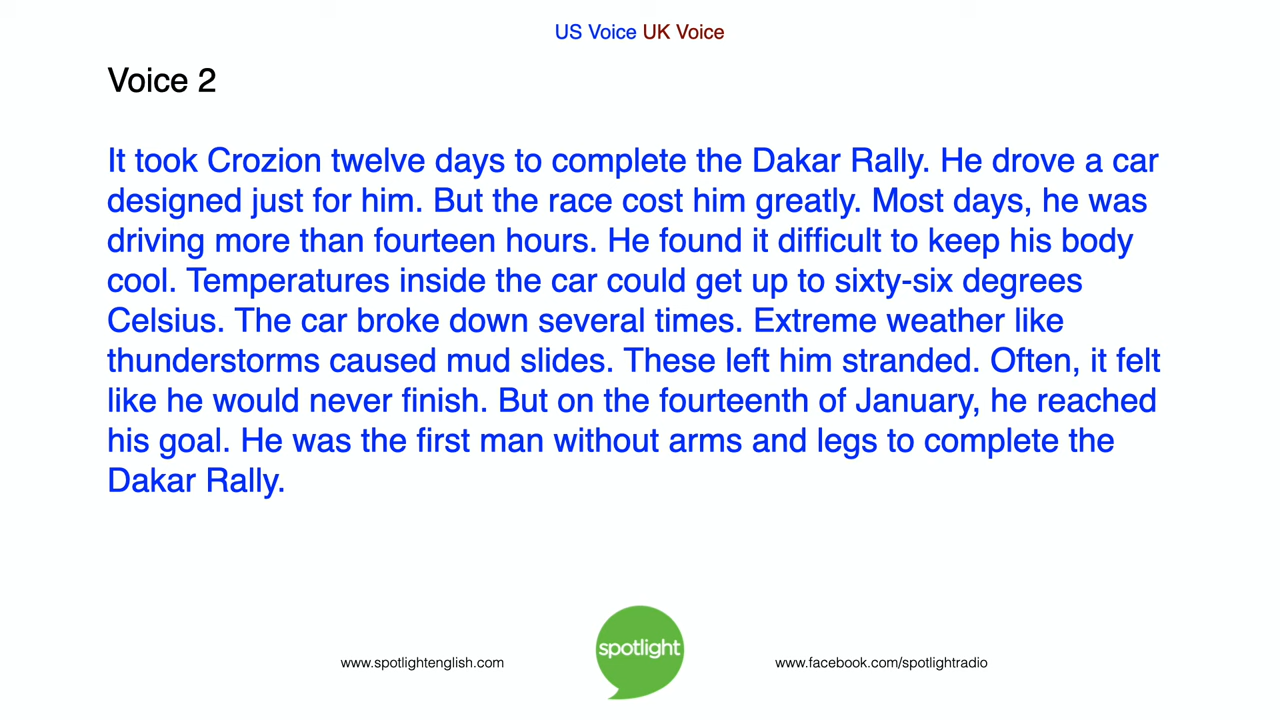 US Voice UK Voice
Voice 2
It took Crozion twelve days to complete the Dakar Rally. He drove a car
designed just for him. But the race cost him greatly. Most days, he was
driving more than fourteen hours. He found it difficult to keep his body
cool. Temperatures inside the car could get up to sixty-six degrees
Celsius. The car broke down several times. Extreme weather like
thunderstorms caused mud slides. These left him stranded. Often, it felt
like he would never finish. But on the fourteenth of January, he reached
his goal. He was the first man without arms and legs to complete the
Dakar Rally.
spotlight
www.spotlightenglish.com
www.facebook.com/spotlightradio